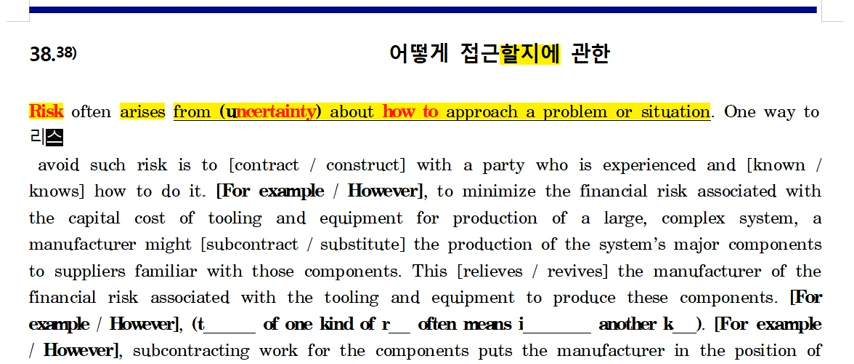 38.38) 어떻게 접근할지에 관한
Risk often arises from (uncertainty) about how to approach a problem or situation. One way to
리스
avoid such risk is to [contract / construct] with a party who is experienced and [known /
knows] how to do it. [For example / However], to minimize the financial risk associated with
the capital cost of tooling and equipment for production of a large, complex system, a
manufacturer might [subcontract / substitute] the production of the system's major components
to suppliers familiar with those components. This [relieves / revives] the manufacturer of the
financial risk associated with the tooling and equipment to produce these components. [For
example / However], (t______ of one kind of r__ often means i________ another k___). [For example
/ However], subcontracting work for the components puts the manufacturer in the position of